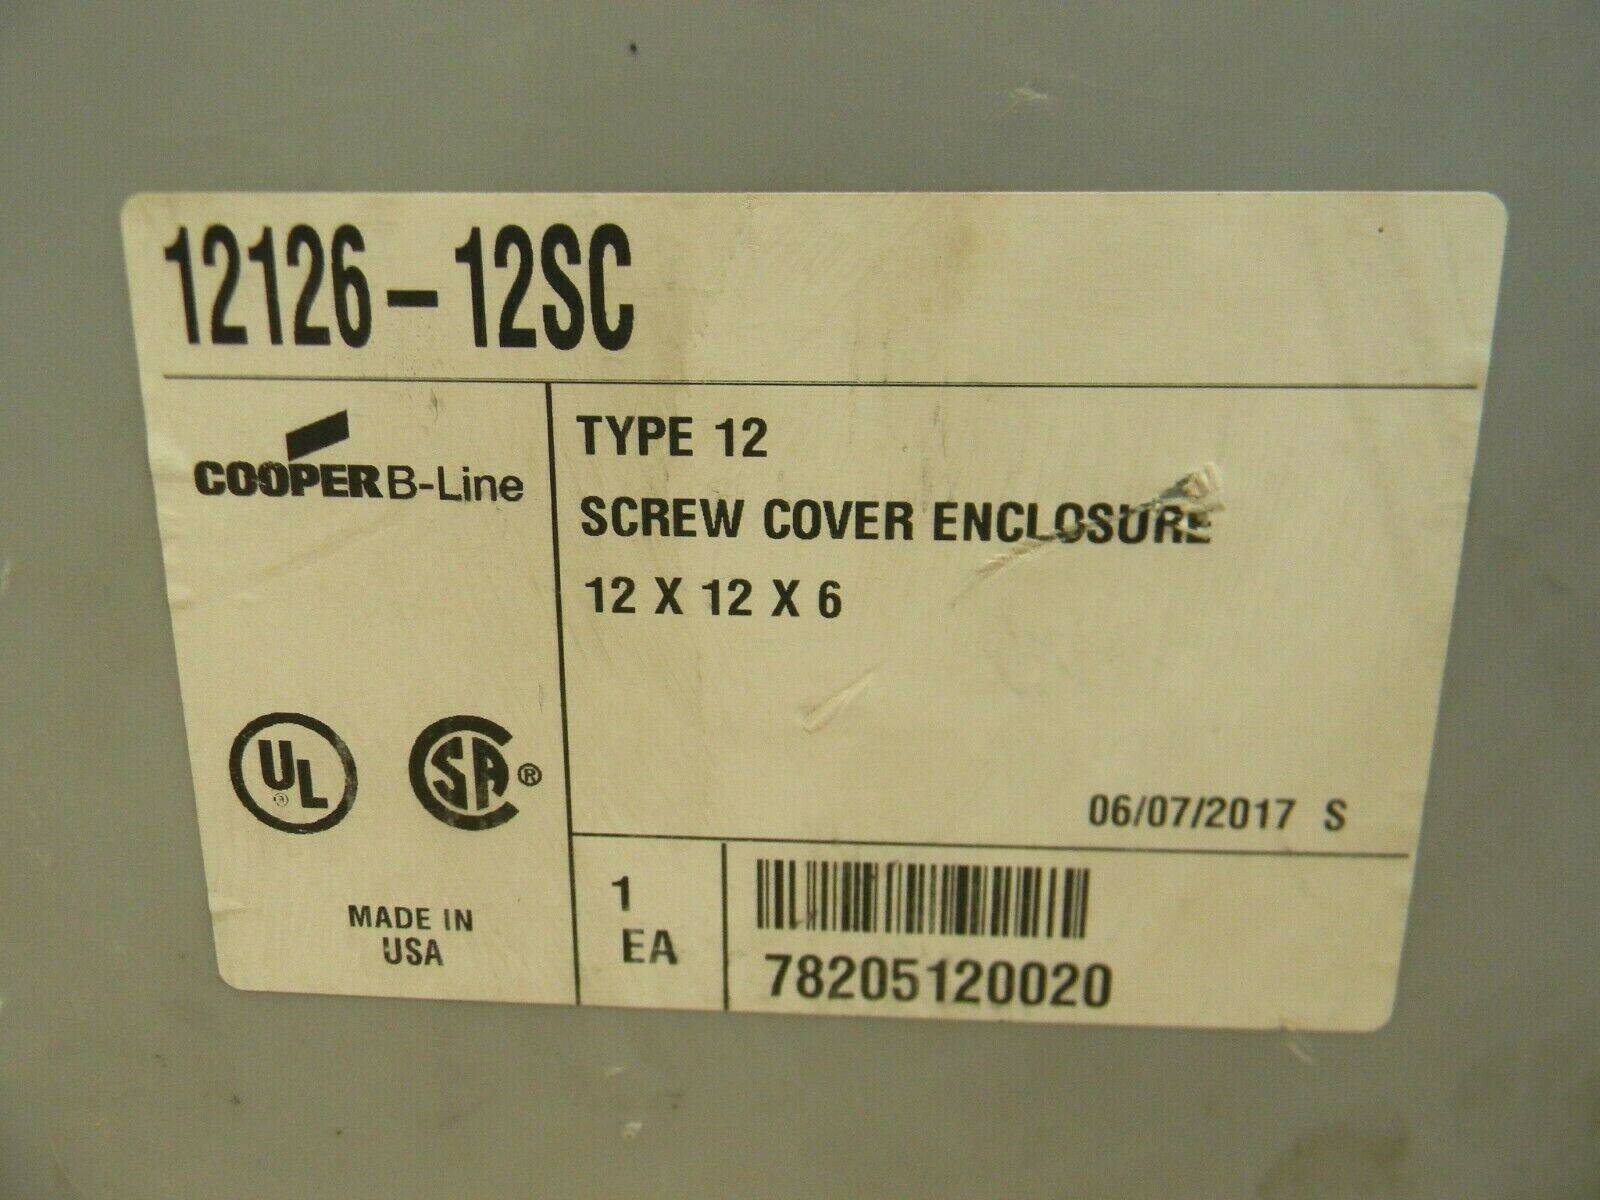 12126-12SC
COOPER B-Line
TYPE 12
SCREW COVER ENCLOSURE
12 X 12 X 6
UL ®
CSA ®
06/07/2017 S
MADE IN
USA
1
EA
78205120020